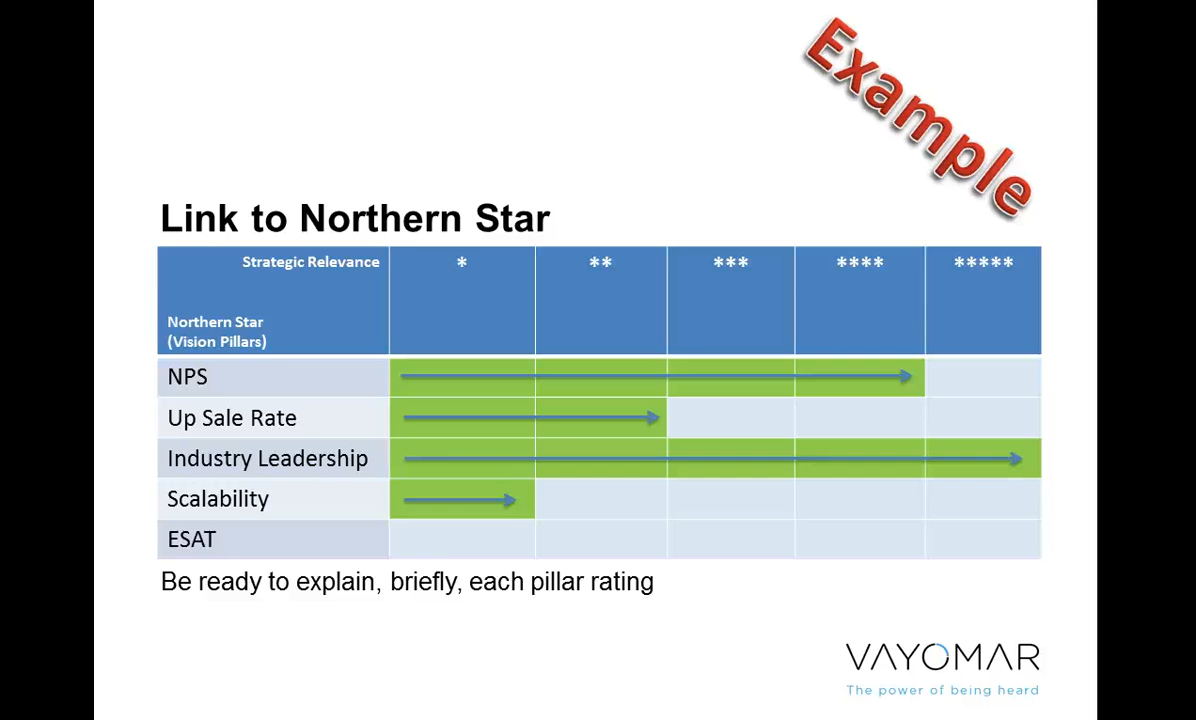 Example
Link to Northern Star
Strategic Relevance * ** *** **** *****
Northern Star
(Vision Pillars)
NPS
Up Sale Rate
Industry Leadership
Scalability
ESAT
Be ready to explain, briefly, each pillar rating
VAYOMAR
The power of being heard